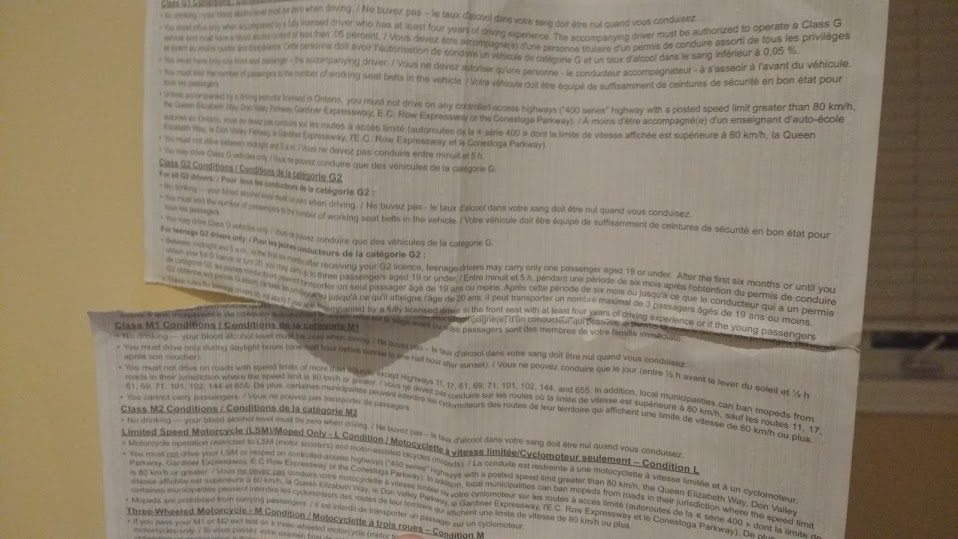 Class G1 Conditions / Conditions
• No drinking - your blood alcohol level must be zero when driving. / Ne buvez pas – le taux d'alcool dans votre sang doit être nul quand vous conduisez.
• You must drive only when accompanied by a fully licensed driver who has at least four years of driving experience. The accompanying driver must be authorized to operate a Class G
vehicle and must have a blood alcohol level of less than .05 percent. / Vous devez être accompagné(e) d'une personne titulaire d'un permis de conduire assorti de tous les privilèges
et ayant au moins quatre ans d'expérience. Cette personne doit avoir l'autorisation de conduire un véhicule de catégorie G et un taux d'alcool dans le sang inférieur à 0,05 %.
• You must have only one front-seat passenger - the accompanying driver. / Vous ne devez autoriser qu'une personne - le conducteur accompagnateur - à s'asseoir à l'avant du véhicule.
• You must limit the number of passengers to the number of working seat belts in the vehicle. / Votre véhicule doit être équipé de suffisamment de ceintures de sécurité en bon état pour
tous les passagers.
• Unless accompanied by a driving instructor licensed in Ontario, you must not drive on any controlled-access highways ("400 series" highway with a posted speed limit greater than 80 km/h,
the Queen Elizabeth Way, Don Valley Parkway, Gardiner Expressway, E.C. Row Expressway or the Conestoga Parkway). / À moins d'être accompagné(e) d'un enseignant d'auto-école
autorisé en Ontario, vous ne devez pas conduire sur les routes à accès limité (autoroutes de la « série 400 » dont la limite de vitesse affichée est supérieure à 80 km/h, la Queen
Elizabeth Way, la Don Valley Parkway, la Gardiner Expressway, l'E.C. Row Expressway et le Conestoga Parkway).
• You must not drive between midnight and 5 a.m. / Vous ne devez pas conduire entre minuit et 5 h.
• You may drive Class G vehicles only. / Vous ne pouvez conduire que des véhicules de la catégorie G.
Class G2 Conditions / Conditions de la catégorie G2
For all G2 drivers: / Pour tous les conducteurs de la catégorie G2 :
• No drinking — your blood alcohol level must be zero when driving. / Ne buvez pas - le taux d'alcool dans votre sang doit être nul quand vous conduisez.
• You must limit the number of passengers to the number of working seat belts in the vehicle. / Votre véhicule doit être équipé de suffisamment de ceintures de sécurité en bon état pour
tous les passagers.
• You may drive Class G vehicles only. / Vous ne pouvez conduire que des véhicules de la catégorie G.
For teenage G2 drivers only: / Pour les jeunes conducteurs de la catégorie G2 :
• Between midnight and 5 a.m., in the first six months after receiving your G2 licence, teenage drivers may carry only one passenger aged 19 or under. After the first six months or until you
obtain your full G licence or turn 20, you may carry up to three passengers aged 19 or under. / Entre minuit et 5 h, pendant une période de six mois après l'obtention du permis de conduire
de catégorie G2, les jeunes conducteurs peuvent transporter un seul passager âgé de 19 ans ou moins. Après cette période de six mois ou jusqu'à ce que le conducteur qui a un permis
G2 obtienne son permis G ou jusqu'à ce qu'il atteigne l'âge de 20 ans, il peut transporter un nombre maximal de 3 passagers âgés de 19 ans ou moins.
accompanied by a fully licensed driver in the front seat with at least four years of driving experience or if the young passengers
accompagné(e) d'un conducteur qui
passagers sont des membres de votre famille immédiate.
Class M1 Conditions / Conditions de la catégorie M1
• No drinking — your blood alcohol level must be zero when driving. / Ne buvez pas – le taux d'alcool dans votre sang doit être nul quand vous conduisez.
• You must drive only during daylight hours (one-half hour before sunrise to one-half hour after sunset). / Vous ne pouvez conduire que le jour (entre ½ h avant le lever du soleil et ½ h
après son coucher).
• You must not drive on roads with speed limits of more than except Highways 11, 17, 61, 69, 71, 101, 102, 144, and 655. In addition, local municipalities can ban mopeds from
roads in their jurisdiction where the speed limit is 80 km/h or greater. / Vous ne devez pas conduire sur les routes où la limite de vitesse est supérieure à 80 km/h, sauf les routes 11, 17,
61, 69, 71, 101, 102, 144 et 655. De plus, certaines municipalités peuvent interdire les cyclomoteurs des routes de leur territoire qui affichent une limite de vitesse de 80 km/h ou plus.
• You cannot carry passengers. / Vous ne pouvez pas transporter de passagers.
Class M2 Conditions / Conditions de la catégorie M2
• No drinking — your blood alcohol level must be zero when driving. / Ne buvez pas – le taux d'alcool dans votre sang doit être nul quand vous conduisez.
Limited Speed Motorcycle (LSM)/Moped Only - L Condition / Motocyclette à vitesse limitée/Cyclomoteur seulement – Condition L
• Motorcycle operation restricted to LSM (motor scooters) and motor-assisted bicycles (mopeds). / La conduite est restreinte à une motocyclette à vitesse limitée et à un cyclomoteur.
• You must not drive your LSM or moped on controlled-access highways ("400 series" highways with a posted speed limit greater than 80 km/h, the Queen Elizabeth Way, Don Valley
Parkway, Gardiner Expressway, E.C Row Expressway or the Conestoga Parkway). In addition, local municipalities can ban mopeds from roads in their jurisdiction where the speed limit
is 80 km/h or greater. / Vous ne devez pas conduire votre motocyclette à vitesse limitée ou votre cyclomoteur sur les routes à accès limité (autoroutes de la « série 400 » dont la limite de
vitesse affichée est supérieure à 80 km/h, la Queen Elizabeth Way, le Don Valley Parkway, le Gardiner Expressway, l'E.C. Row Expressway et le Conestoga Parkway). De plus,
certaines municipalités peuvent interdire les cyclomoteurs des routes de leur territoire qui affichent une limite de vitesse de 80 km/h ou plus.
• Mopeds are prohibited from carrying passengers. / Il est interdit de transporter un passager sur un cyclomoteur.
Three-Wheeled Motorcycle - M Condition / Motocyclette à trois roues – Condition M
• If you pass your M1 or M2 exit test on a three-wheeled motorcycle
motorcycles only. / Si vous passez votre examen